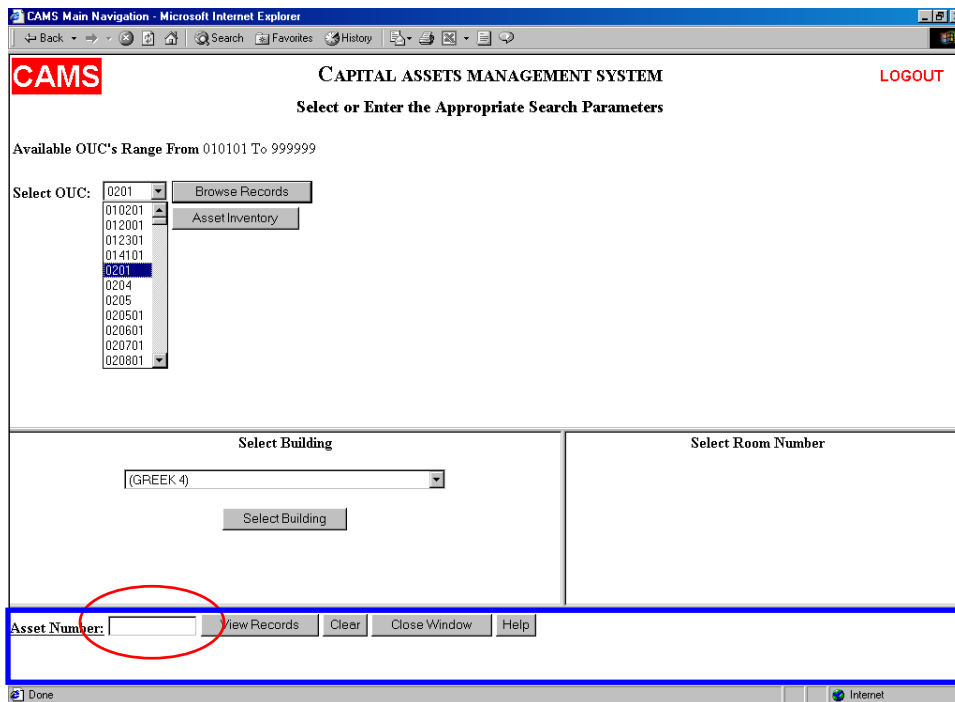 CAMS Main Navigation - Microsoft Internet Explorer
Back Search Favorites History
CAMS CAPITAL ASSETS MANAGEMENT SYSTEM LOGOUT
Select or Enter the Appropriate Search Parameters
Available OUC's Range From 010101 To 999999
Select OUC: 0201 Browse Records
Asset Inventory
010201
012001
012301
014101
0201
0204
0205
020501
020601
020701
020801
Select Building
Select Room Number
(GREEK 4)
Select Building
Asset Number: View Records Clear Close Window Help
Done Internet